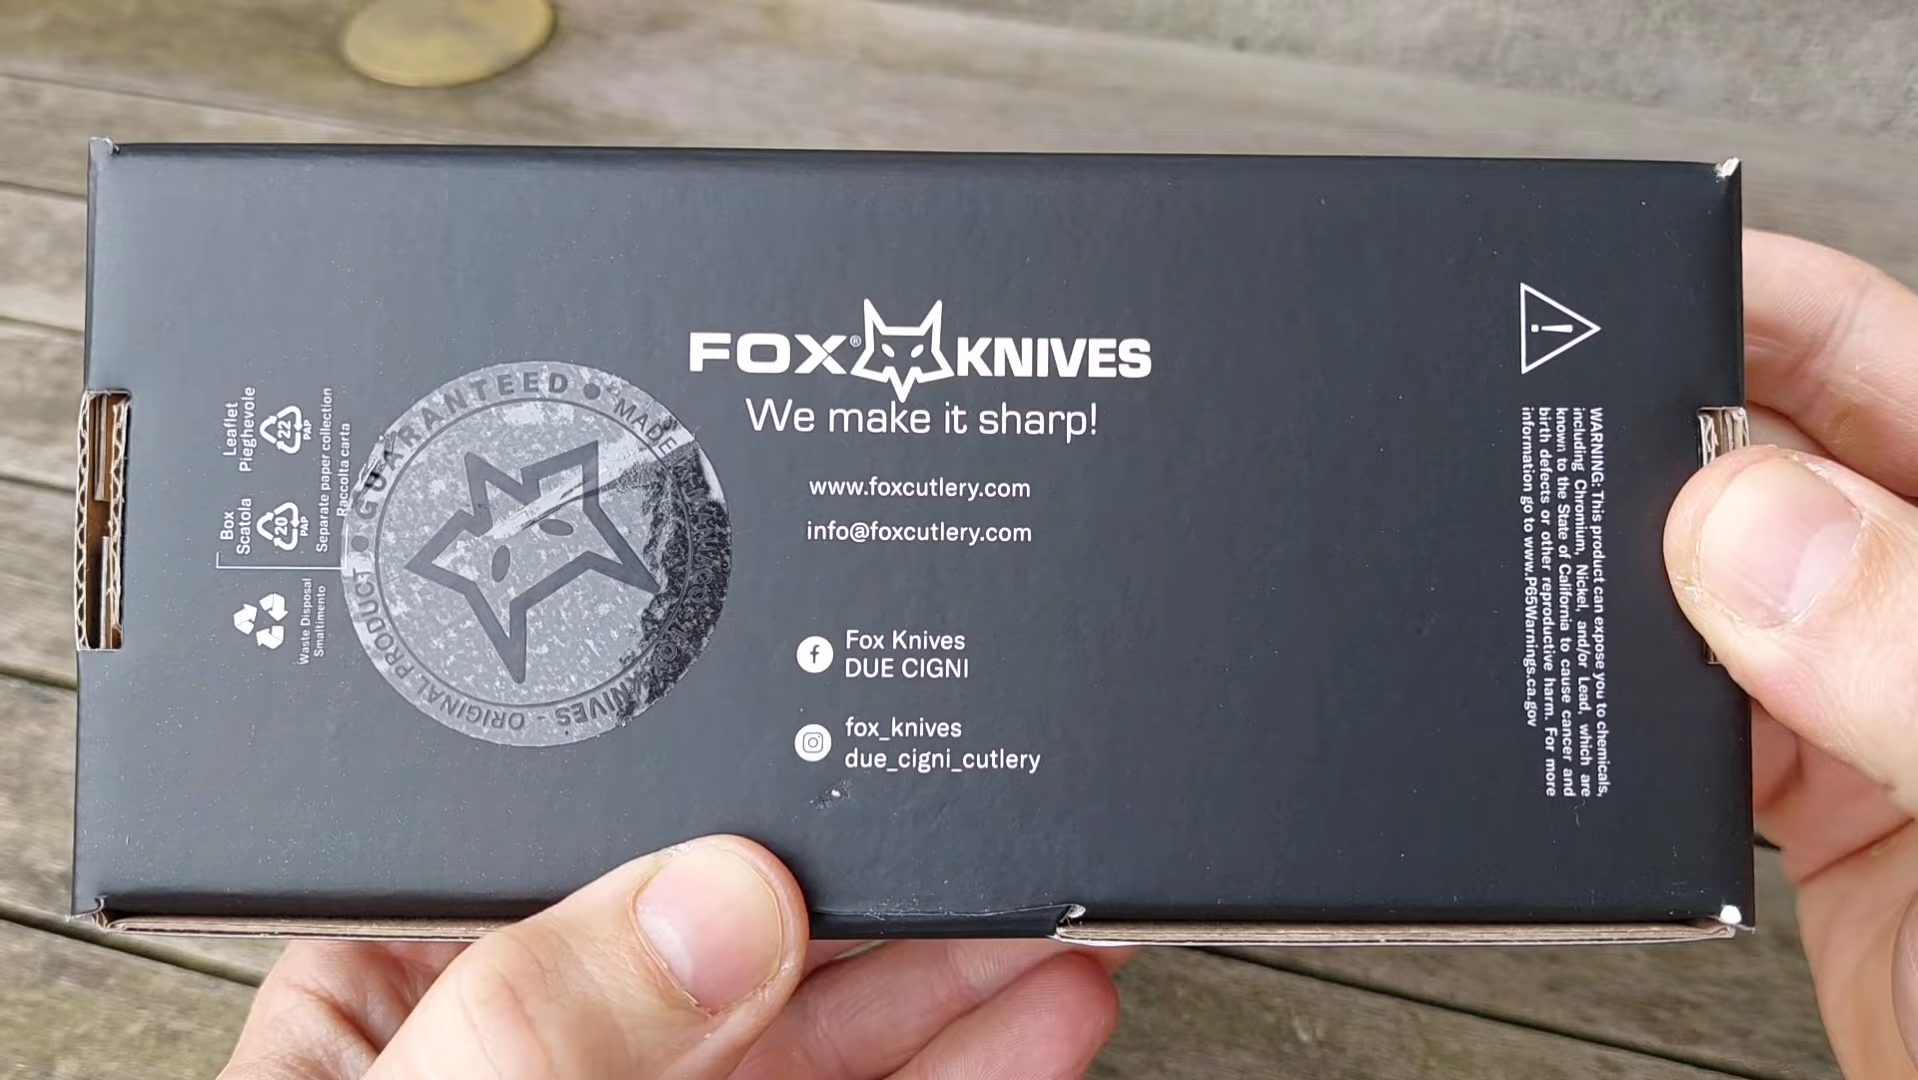 FOX® KNIVES
We make it sharp!
www.foxcutlery.com
info@foxcutlery.com
Fox Knives
DUE CIGNI
fox_knives
due_cigni_cutlery
Leaflet
Pieghevole
22
PAP
Box
Scatola
20
PAP
Separate paper collection
Raccolta carta
Waste Disposal
Smaltimento
ORIGINAL PRODUCT • GUARANTEED • MADE
KNIVES -
WARNING: This product can expose you to chemicals,
including Chromium, Nickel, and/or Lead, which are
known to the State of California to cause cancer and
birth defects or other reproductive harm. For more
information go to www.P65Warnings.ca.gov